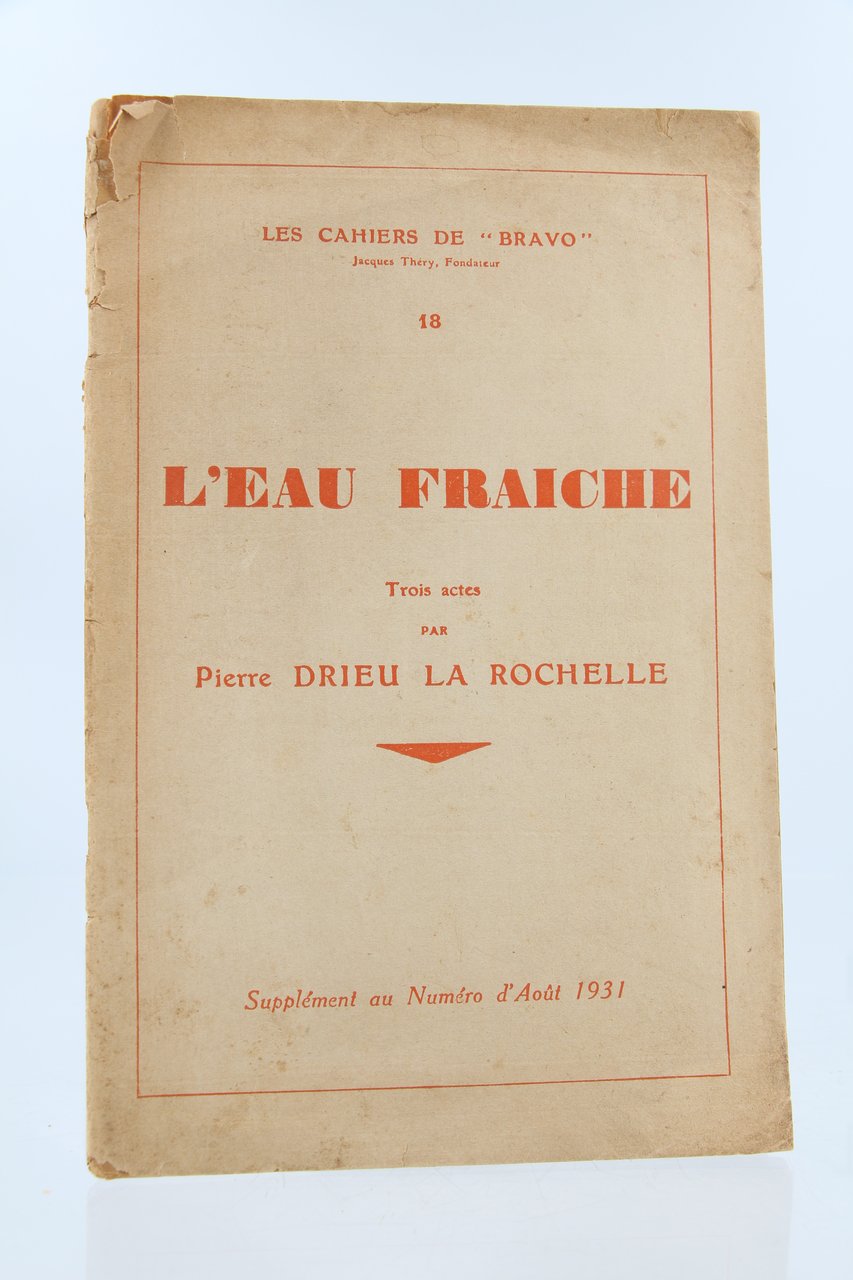 LES CAHIERS DE “BRAVO”
Jacques Théry, Fondateur
18
L'EAU FRAICHE
Trois actes
PAR
Pierre DRIEU LA ROCHELLE
Supplément au Numéro d'Août 1931